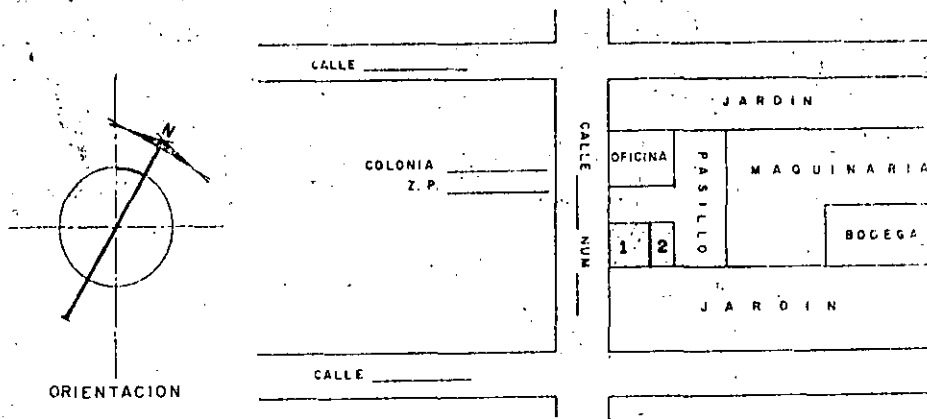 N
ORIENTACION
CALLE
COLONIA
Z. P.
CALLE
NUM
CALLE
JARDIN
OFICINA
PASILLO
MAQUINARIA
BODEGA
1 2
JARDIN